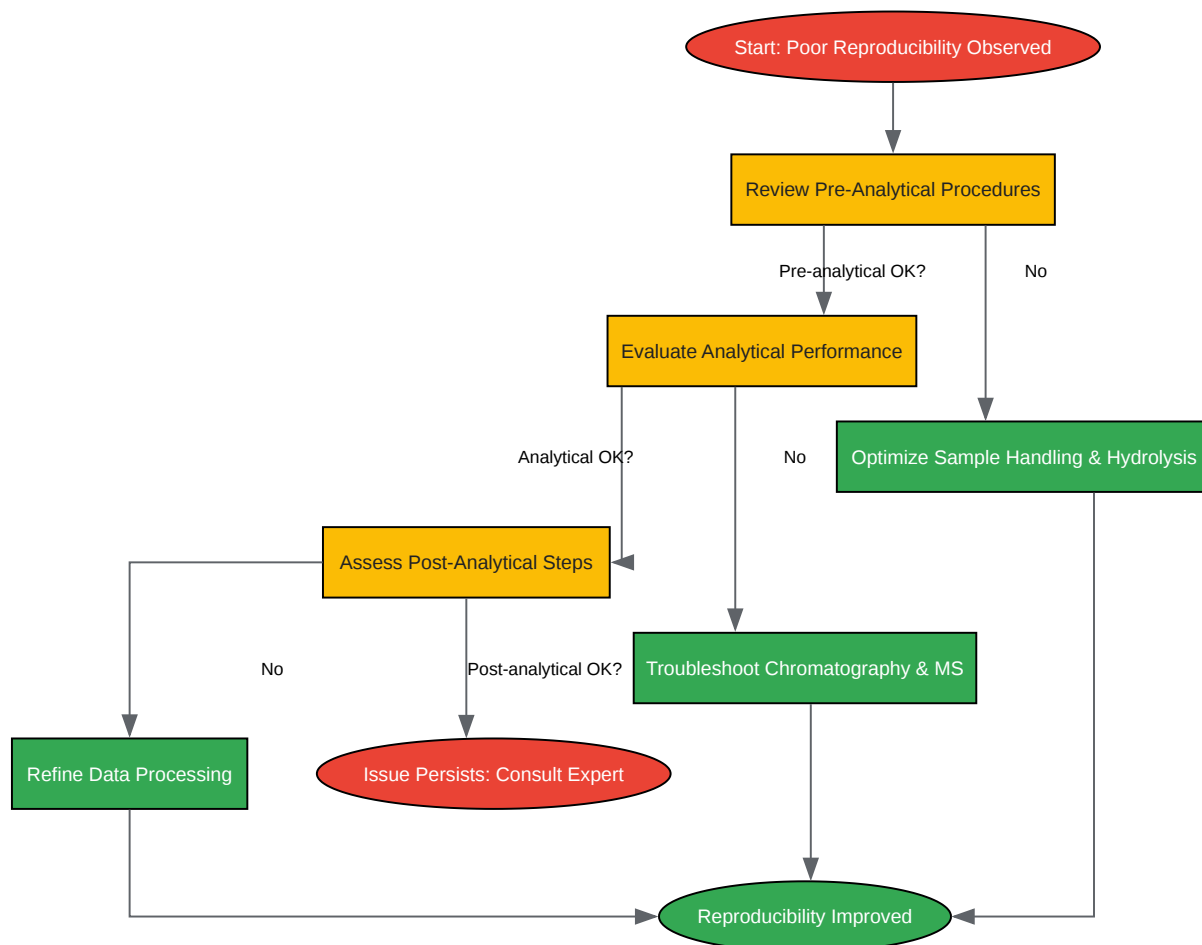 Start: Poor Reproducibility Observed
Review Pre-Analytical Procedures
Pre-analytical OK?
No
Evaluate Analytical Performance
Optimize Sample Handling & Hydrolysis
Analytical OK?
No
Assess Post-Analytical Steps
Troubleshoot Chromatography & MS
No
Post-analytical OK?
Refine Data Processing
Issue Persists: Consult Expert
Reproducibility Improved